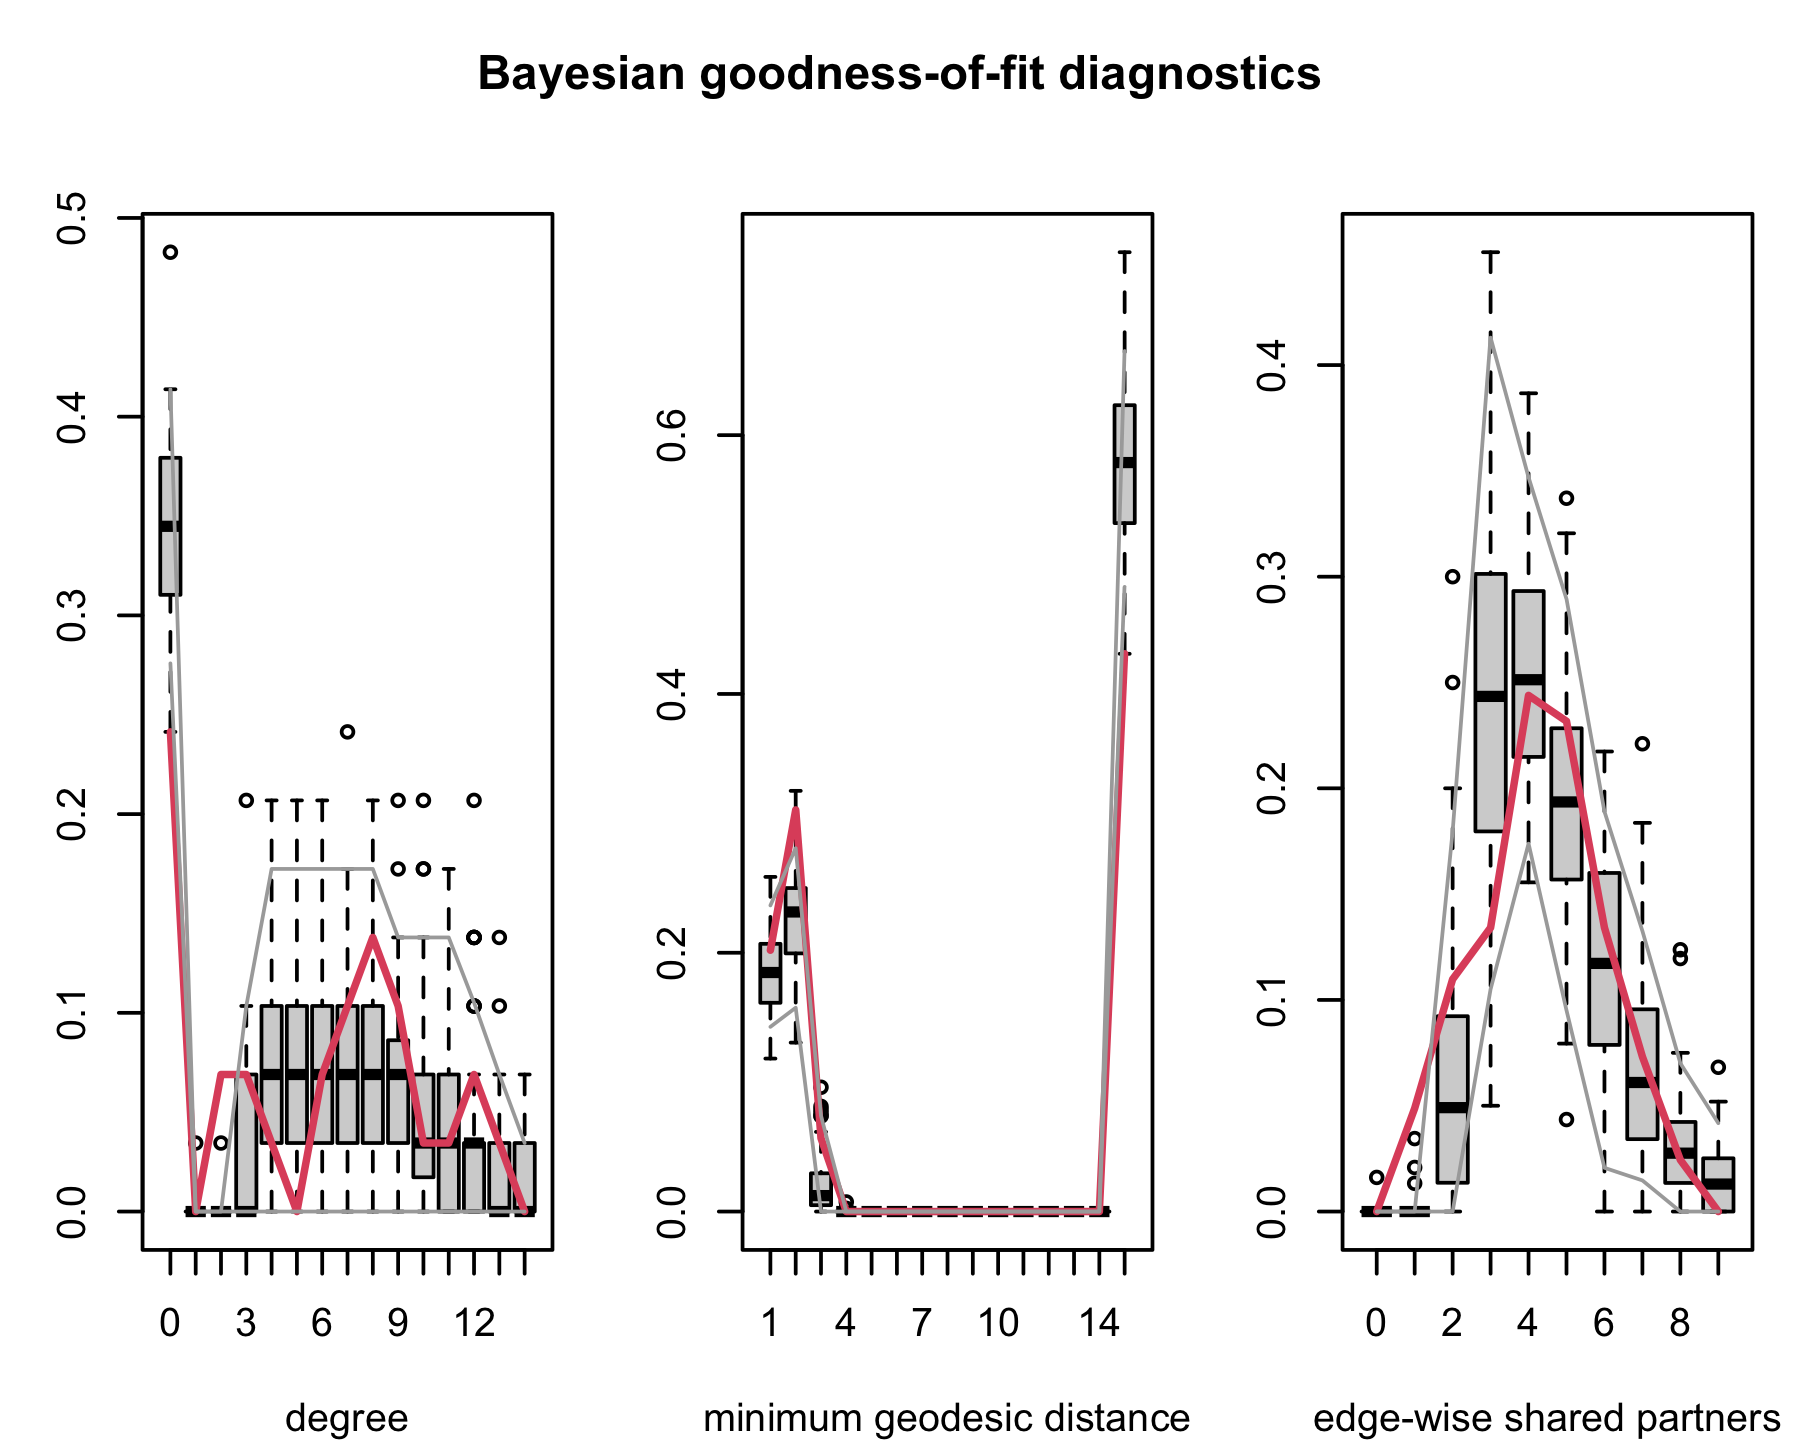 Bayesian goodness-of-fit diagnostics
0.0 0.1 0.2 0.3 0.4 0.5
0 3 6 9 12
degree
0.0 0.2 0.4 0.6
1 4 7 10 14
minimum geodesic distance
0.0 0.1 0.2 0.3 0.4
0 2 4 6 8
edge-wise shared partners